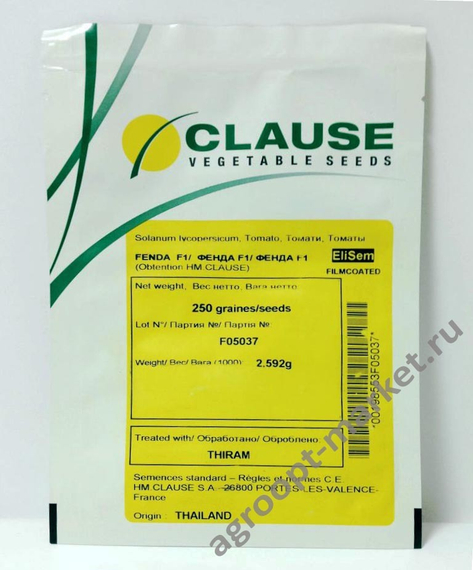 CLAUSE
VEGETABLE SEEDS
Solanum lycopersicum, Tomato, Томати, Томаты
FENDA F1/ ФЕНДА F1/ ФЕНДА F1
(Obtention HM.CLAUSE)
EliSem
FILMCOATED
Net weight, Вес нетто, Вага нетто
250 graines/seeds
Lot N°/ Партия №/ Партія №
F05037
Weight/ Вес/ Вага (1000): 2.592g
Treated with/ Обработано/ Оброблено:
THIRAM
Semences standard – Règles et normes C.E.
HM.CLAUSE S.A. – 26800 PORTES-LES-VALENCE-
France
Origin : THAILAND
agroopt-market.ru